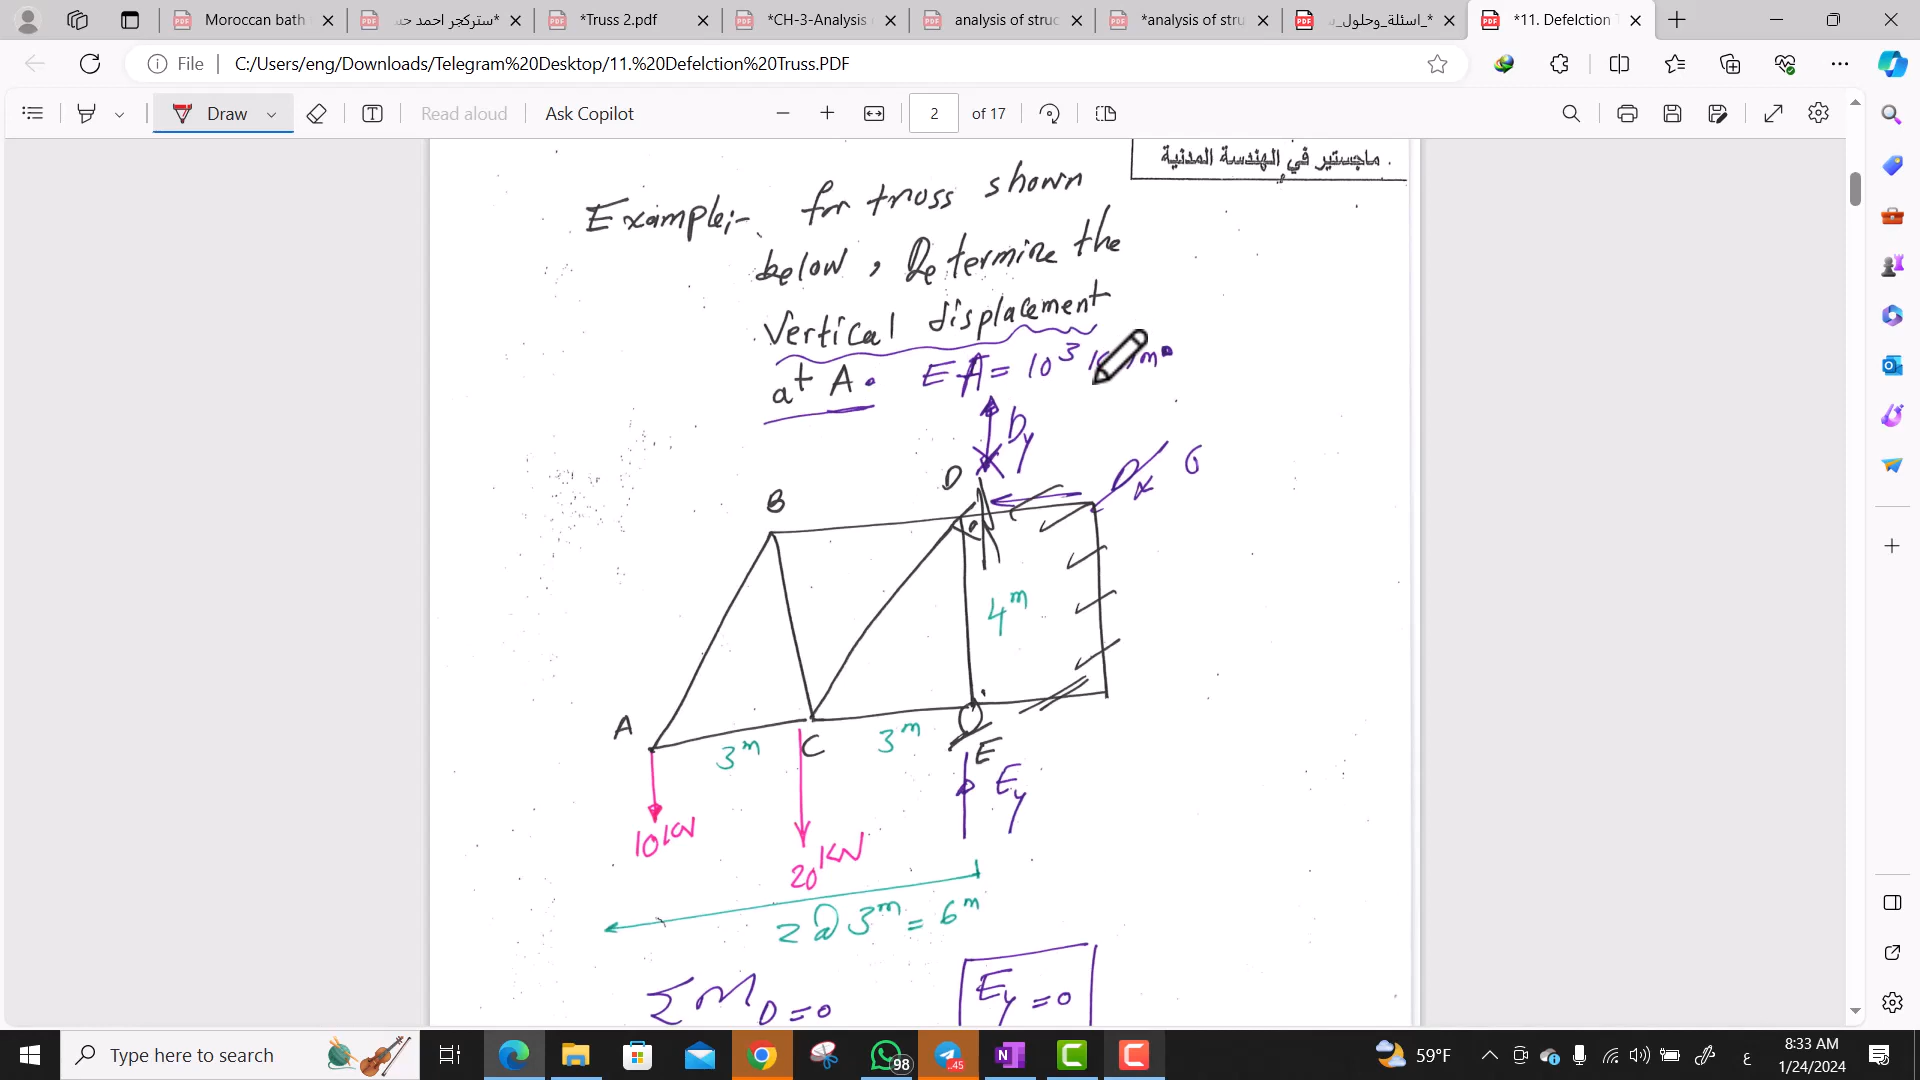 Moroccan bath
*ستركجر احمد حس
*Truss 2.pdf
*CH-3-Analysis
analysis of struc
*analysis of stru
*_اسئلة_وحلول_س
*11. Defelction T
File
C:/Users/eng/Downloads/Telegram%20Desktop/11.%20Defelction%20Truss.PDF
Draw
Read aloud
Ask Copilot
2
of 17
ماجستير في الهندسة المدنية .
Example:- for truss shown
below, Determine the
Vertical displacement
at A. EA = 10³
Dy
D
B
4m
A
3m
C
3m
E
Ey
10KN
20KN
2@3m = 6m
ΣM D=0
Ey=0
Type here to search
98
45
59°F
ع
8:33 AM
1/24/2024